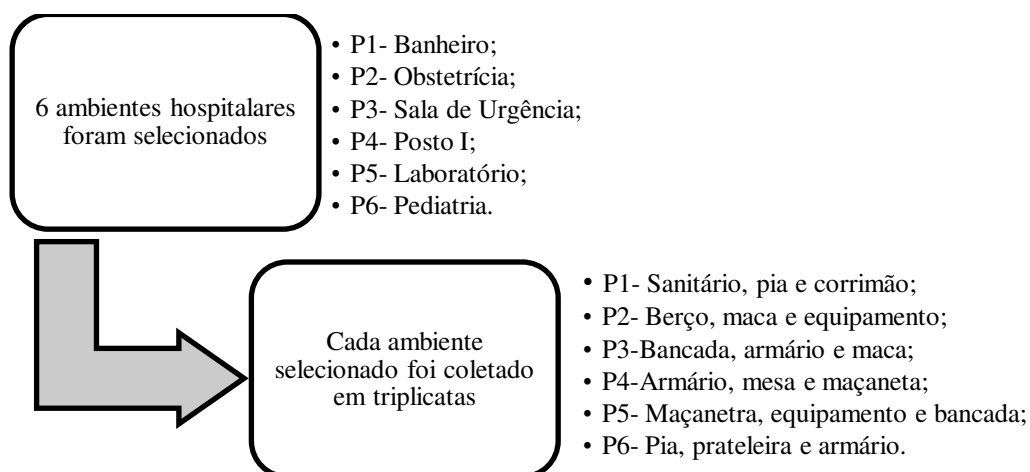 6 ambientes hospitalares
foram selecionados
• P1- Banheiro;
• P2- Obstetrícia;
• P3- Sala de Urgência;
• P4- Posto I;
• P5- Laboratório;
• P6- Pediatria.
Cada ambiente
selecionado foi coletado
em triplicatas
• P1- Sanitário, pia e corrimão;
• P2- Berço, maca e equipamento;
• P3-Bancada, armário e maca;
• P4-Armário, mesa e maçaneta;
• P5- Maçanetra, equipamento e bancada;
• P6- Pia, prateleira e armário.